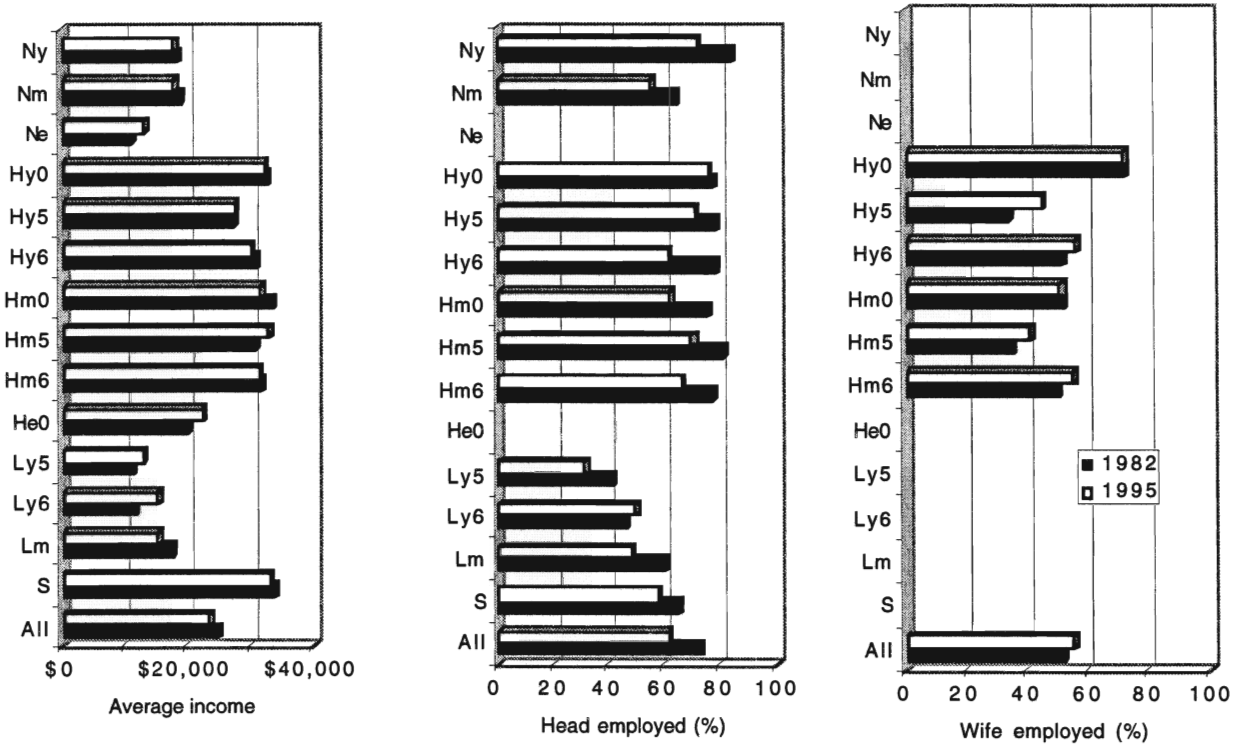 Ny
Nm
Ne
Hy0
Hy5
Hy6
Hm0
Hm5
Hm6
He0
Ly5
Ly6
Lm
S
All
$0 $20,000 $40,000
Average income
Ny
Nm
Ne
Hy0
Hy5
Hy6
Hm0
Hm5
Hm6
He0
Ly5
Ly6
Lm
S
All
0 20 40 60 80 100
Head employed (%)
Ny
Nm
Ne
Hy0
Hy5
Hy6
Hm0
Hm5
Hm6
He0
Ly5
Ly6
Lm
S
All
1982
1995
0 20 40 60 80 100
Wife employed (%)